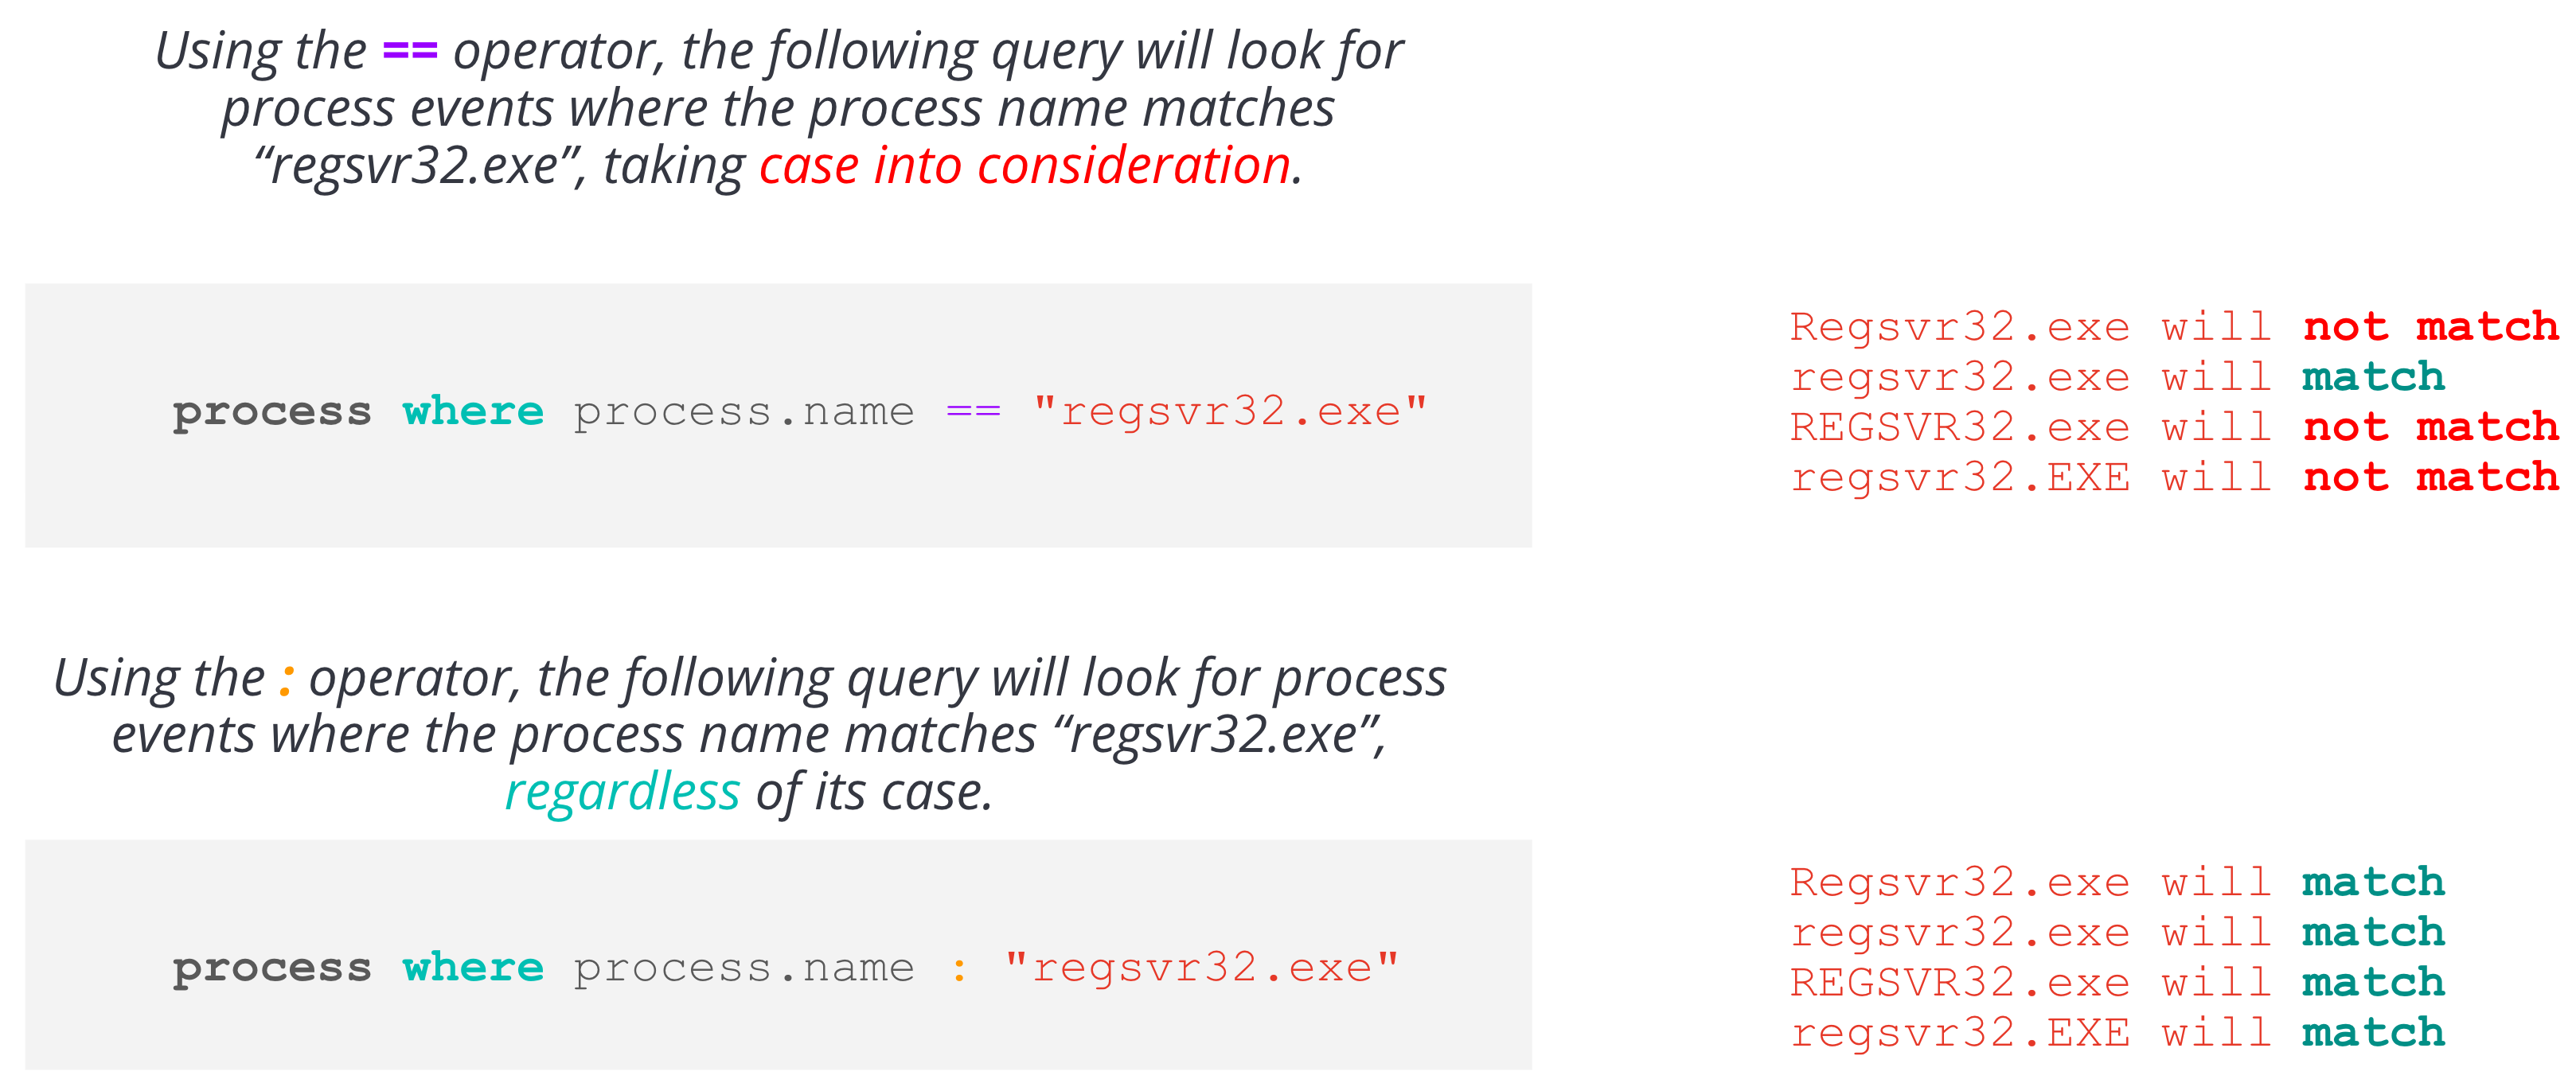 Using the == operator, the following query will look for
process events where the process name matches
“regsvr32.exe”, taking case into consideration.
process where process.name == "regsvr32.exe"
Regsvr32.exe will not match
regsvr32.exe will match
REGSVR32.exe will not match
regsvr32.EXE will not match
Using the : operator, the following query will look for process
events where the process name matches “regsvr32.exe”,
regardless of its case.
process where process.name : "regsvr32.exe"
Regsvr32.exe will match
regsvr32.exe will match
REGSVR32.exe will match
regsvr32.EXE will match